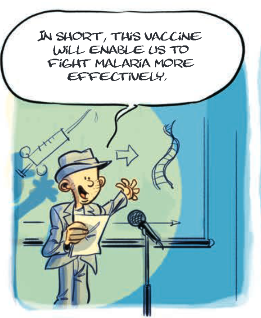 IN SHORT, THIS VACCINE
WILL ENABLE US TO
FIGHT MALARIA MORE
EFFECTIVELY.